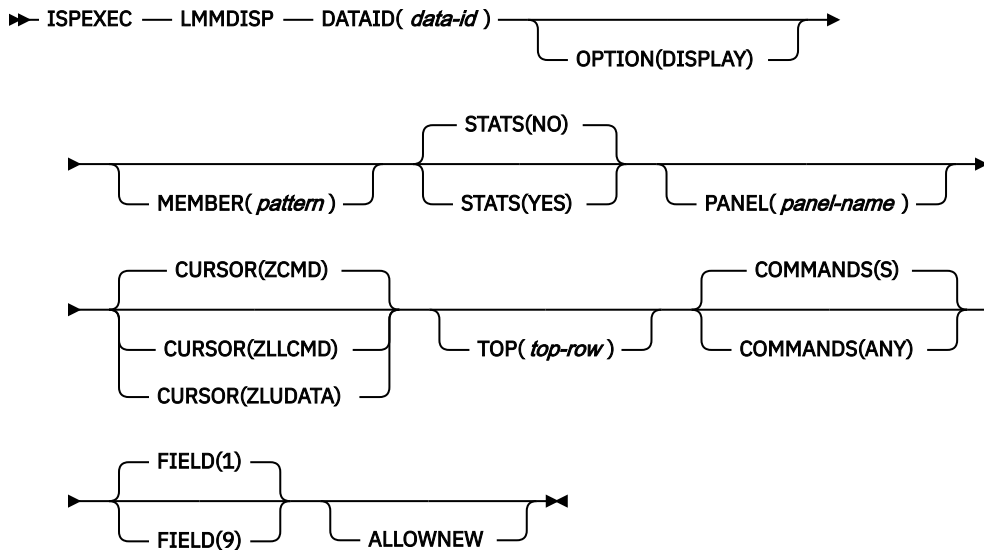 ISPEXEC LMMDISP DATAID( data-id )
OPTION(DISPLAY)
STATS(NO)
MEMBER( pattern ) STATS(YES) PANEL( panel-name )
CURSOR(ZCMD) COMMANDS(S)
CURSOR(ZLLCMD) TOP( top-row ) COMMANDS(ANY)
CURSOR(ZLUDATA)
FIELD(1)
FIELD(9) ALLOWNEW